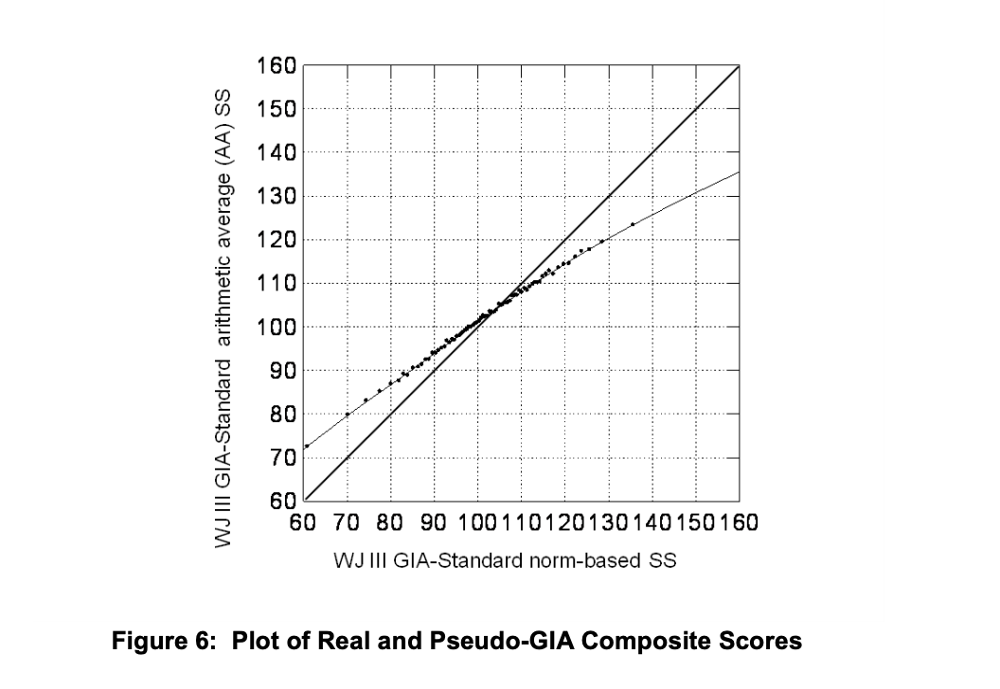 160
150
140
130
120
110
100
90
80
70
60
WJ III GIA-Standard arithmetic average (AA) SS
60 70 80 90 100 110 120 130 140 150 160
WJ III GIA-Standard norm-based SS
Figure 6: Plot of Real and Pseudo-GIA Composite Scores